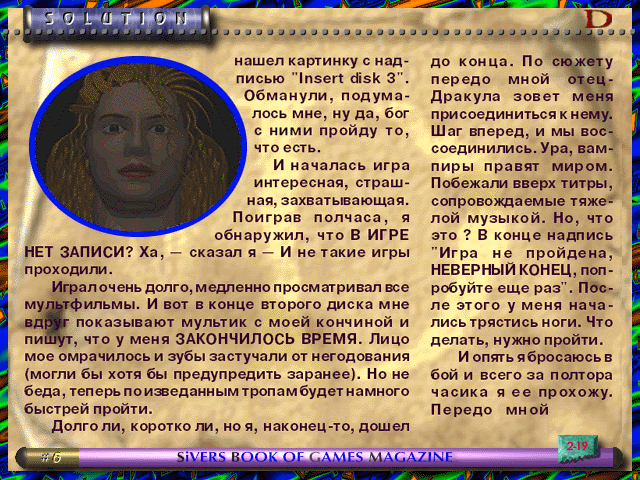 SOLUTION
D
нашел картинку с над-
писью "Insert disk 3".
Обманули, подума-
лось мне, ну да, бог
с ними пройду то,
что есть.
И началась игра
интересная, страш-
ная, захватывающая.
Поиграв полчаса, я
обнаружил, что В ИГРЕ
НЕТ ЗАПИСИ? Ха, — сказал я — И не такие игры
проходили.
Играл очень долго, медленно просматривал все
мультфильмы. И вот в конце второго диска мне
вдруг показывают мультик с моей кончиной и
пишут, что у меня ЗАКОНЧИЛОСЬ ВРЕМЯ. Лицо
мое омрачилось и зубы застучали от негодования
(могли бы хотя бы предупредить заранее). Но не
беда, теперь по изведанным тропам будет намного
быстрей пройти.
Долго ли, коротко ли, но я, наконец-то, дошел
до конца. По сюжету
передо мной отец-
Дракула зовет меня
присоединиться к нему.
Шаг вперед, и мы вос-
соединились. Ура, вам-
пиры правят миром.
Побежали вверх титры,
сопровождаемые тяже-
лой музыкой. Но, что
это ? В конце надпись
"Игра не пройдена,
НЕВЕРНЫЙ КОНЕЦ, поп-
робуйте еще раз". Пос-
ле этого у меня нача-
лись трястись ноги. Что
делать, нужно пройти.
И опять я бросаюсь в
бой и всего за полтора
часика я ее прохожу.
Передо мной
# 6
SiVERS BOOK OF GAMES MAGAZINE
2-19